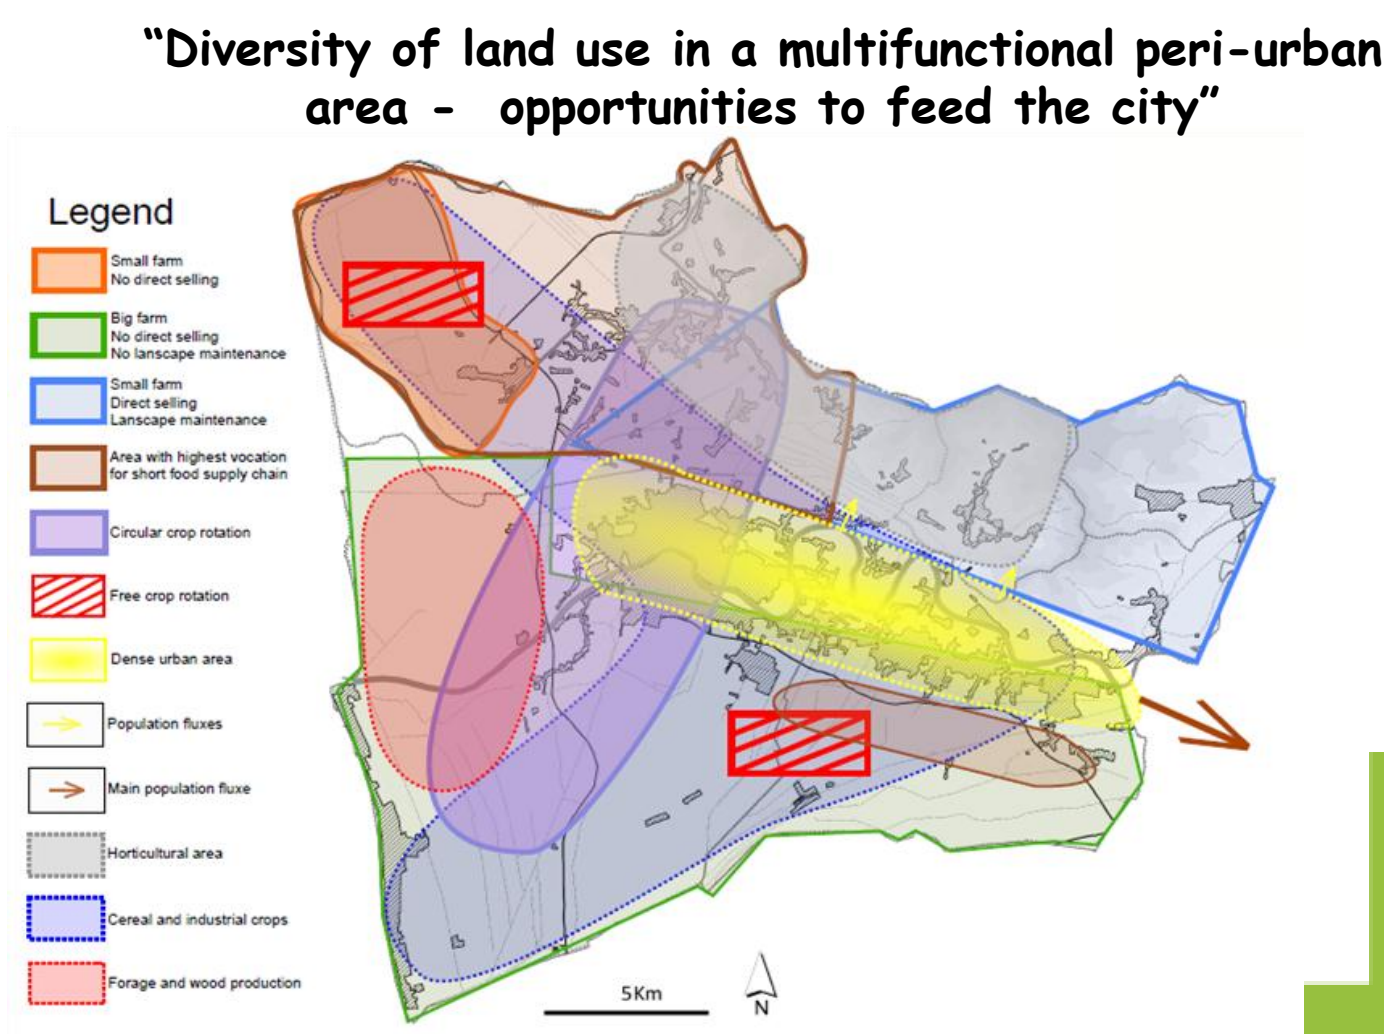 “Diversity of land use in a multifunctional peri-urban
area -  opportunities to feed the city”
Legend
Small farm
No direct selling
Big farm
No direct selling
No lanscape maintenance
Small farm
Direct selling
Lanscape maintenance
Area with highest vocation
for short food supply chain
Circular crop rotation
Free crop rotation
Dense urban area
Population fluxes
Main population fluxe
Horticultural area
Cereal and industrial crops
Forage and wood production
5Km
N